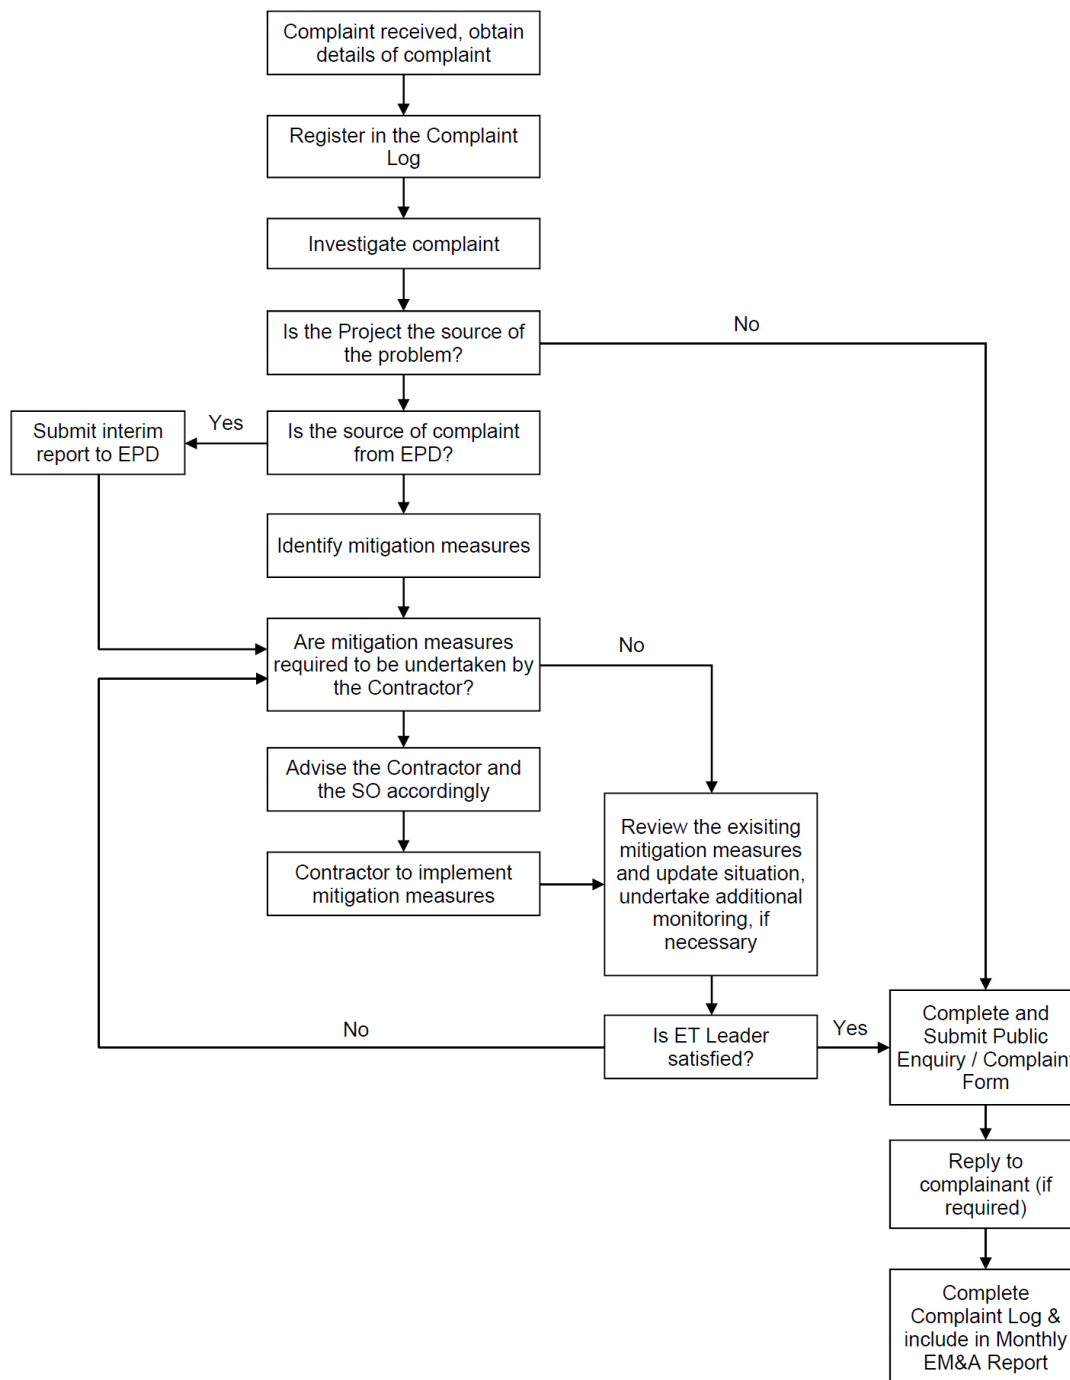 Complaint received, obtain
details of complaint
Register in the Complaint
Log
Investigate complaint
Is the Project the source of
the problem?
No
Is the source of complaint
from EPD?
Yes
Submit interim
report to EPD
Identify mitigation measures
Are mitigation measures
required to be undertaken by
the Contractor?
No
Advise the Contractor and
the SO accordingly
Contractor to implement
mitigation measures
Review the exisiting
mitigation measures
and update situation,
undertake additional
monitoring, if
necessary
Is ET Leader
satisfied?
No
Yes
Complete and
Submit Public
Enquiry / Complaint
Form
Reply to
complainant (if
required)
Complete
Complaint Log &
include in Monthly
EM&A Report